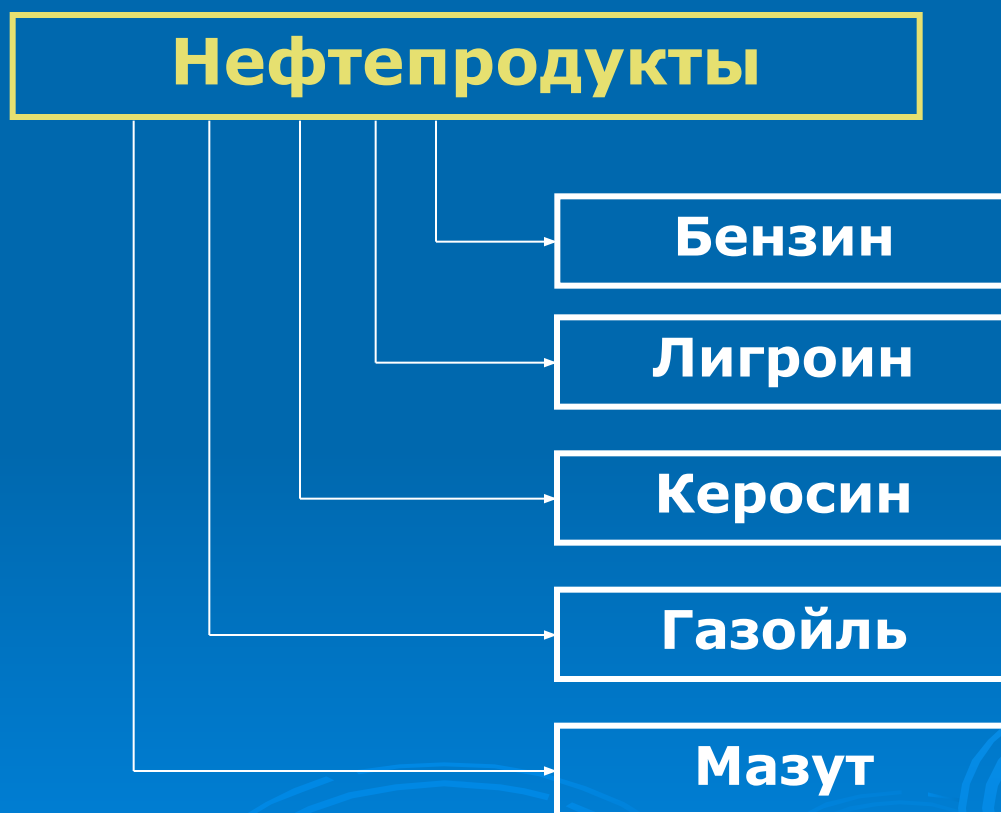 Нефтепродукты
Бензин
Лигроин
Керосин
Газойль
Мазут